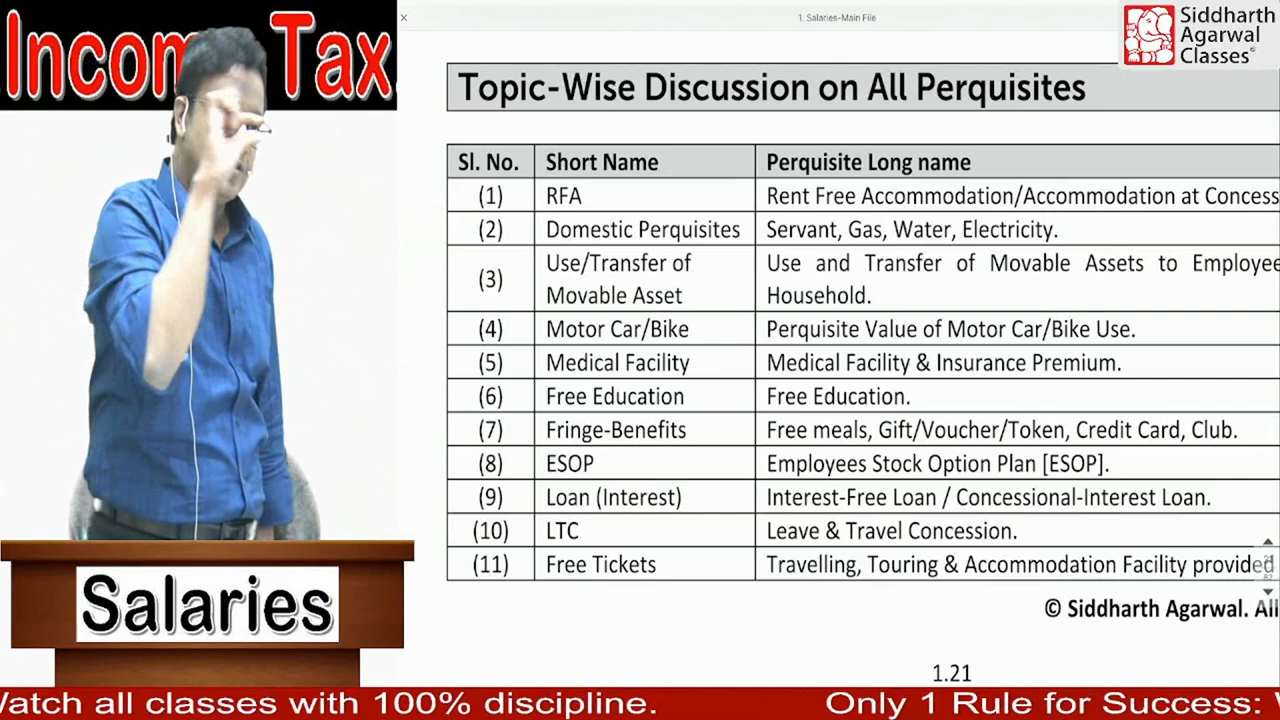 Income Tax
1. Salaries-Main File
Siddharth
Agarwal
Classes
Topic-Wise Discussion on All Perquisites
Sl. No. Short Name Perquisite Long name
(1) RFA Rent Free Accommodation/Accommodation at Concess
(2) Domestic Perquisites Servant, Gas, Water, Electricity.
(3) Use/Transfer of Movable Asset Use and Transfer of Movable Assets to Employee
Household.
(4) Motor Car/Bike Perquisite Value of Motor Car/Bike Use.
(5) Medical Facility Medical Facility & Insurance Premium.
(6) Free Education Free Education.
(7) Fringe-Benefits Free meals, Gift/Voucher/Token, Credit Card, Club.
(8) ESOP Employees Stock Option Plan [ESOP].
(9) Loan (Interest) Interest-Free Loan / Concessional-Interest Loan.
(10) LTC Leave & Travel Concession.
(11) Free Tickets Travelling, Touring & Accommodation Facility provided
© Siddharth Agarwal. All
1.21
Salaries
Watch all classes with 100% discipline. Only 1 Rule for Success: W